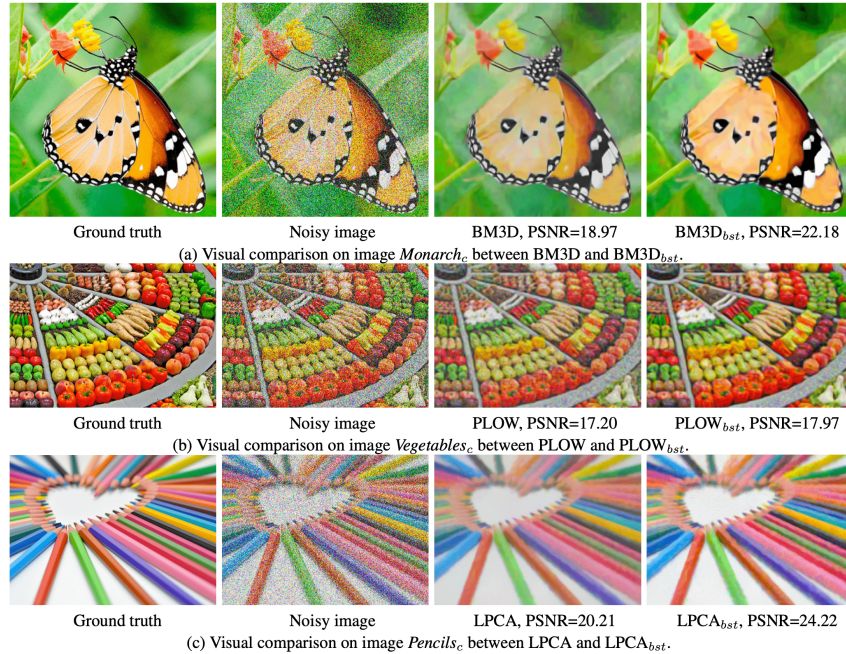 Ground truth Noisy image BM3D, PSNR=18.97 BM3D_bst, PSNR=22.18
(a) Visual comparison on image Monarch_c between BM3D and BM3D_bst.
Ground truth Noisy image PLOW, PSNR=17.20 PLOW_bst, PSNR=17.97
(b) Visual comparison on image Vegetables_c between PLOW and PLOW_bst.
Ground truth Noisy image LPCA, PSNR=20.21 LPCA_bst, PSNR=24.22
(c) Visual comparison on image Pencils_c between LPCA and LPCA_bst.